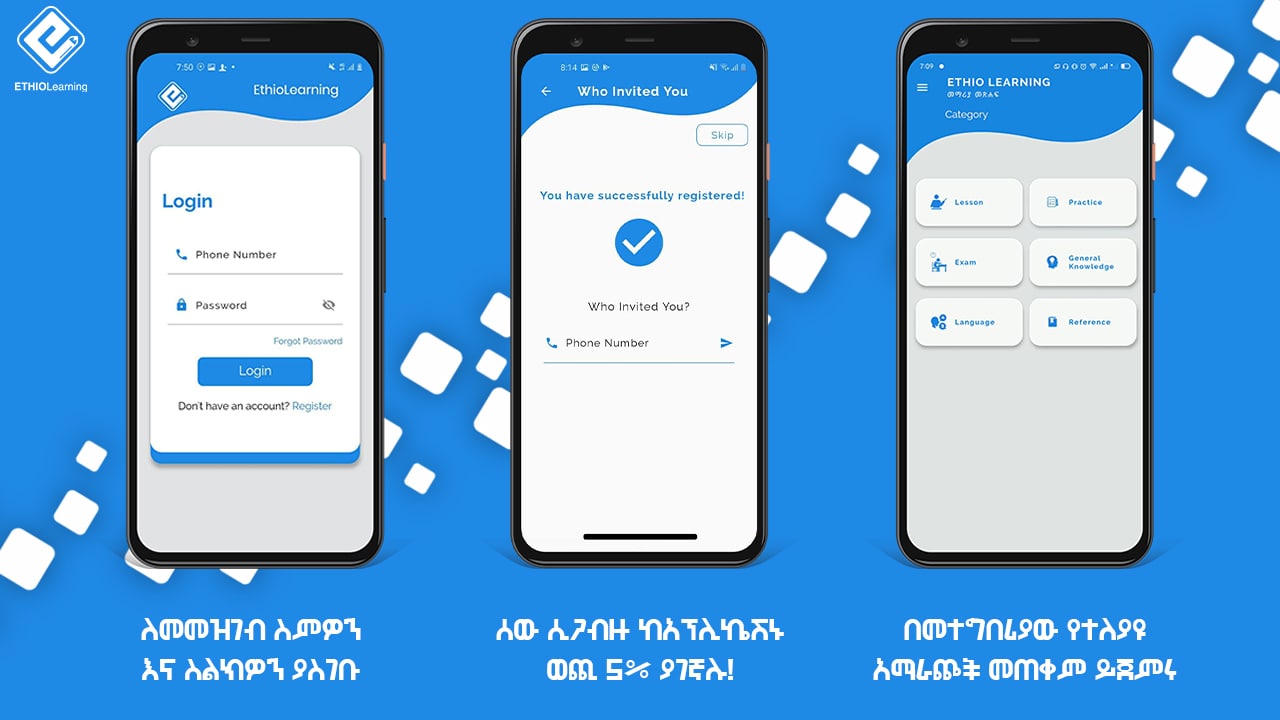 ETHIOLearning
7:50
EthioLearning
Login
Phone Number
Password
Forgot Password
Login
Don't have an account? Register
ለመመዝገብ ስምዎን
እና ስልክዎን ያስገቡ
8:14
Who Invited You
Skip
You have successfully registered!
Who Invited You?
Phone Number
ሰው ሲጋብዙ ከአፕሊኬሽኑ
ወጪ 5% ያገኛሉ!
7:09
ETHIO LEARNING
መማሪያ መጽሐፍ
Category
Lesson
Practice
Exam
General
Knowledge
Language
Reference
በመተግበሪያው የተለያዩ
አማራጮች መጠቀም ይጀምሩ